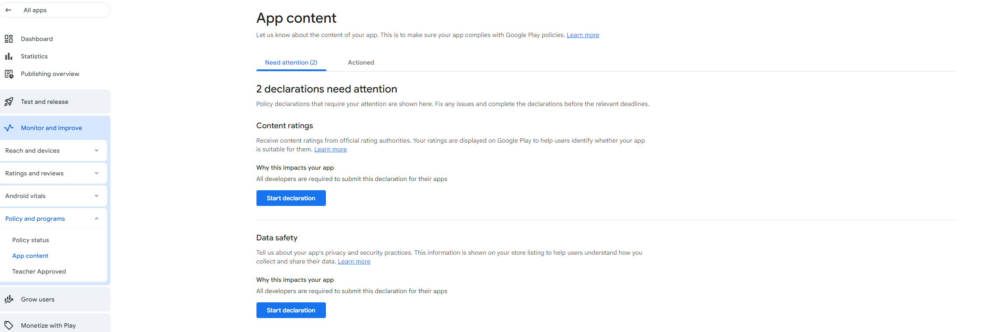 All apps
Dashboard
Statistics
Publishing overview
Test and release
Monitor and improve
Reach and devices
Ratings and reviews
Android vitals
Policy and programs
Policy status
App content
Teacher Approved
Grow users
Monetize with Play
App content
Let us know about the content of your app. This is to make sure your app complies with Google Play policies. Learn more
Need attention (2)
Actioned
2 declarations need attention
Policy declarations that require your attention are shown here. Fix any issues and complete the declarations before the relevant deadlines.
Content ratings
Receive content ratings from official rating authorities. Your ratings are displayed on Google Play to help users identify whether your app
is suitable for them. Learn more
Why this impacts your app
All developers are required to submit this declaration for their apps
Start declaration
Data safety
Tell us about your app's privacy and security practices. This information is shown on your store listing to help users understand how you
collect and share their data. Learn more
Why this impacts your app
All developers are required to submit this declaration for their apps
Start declaration